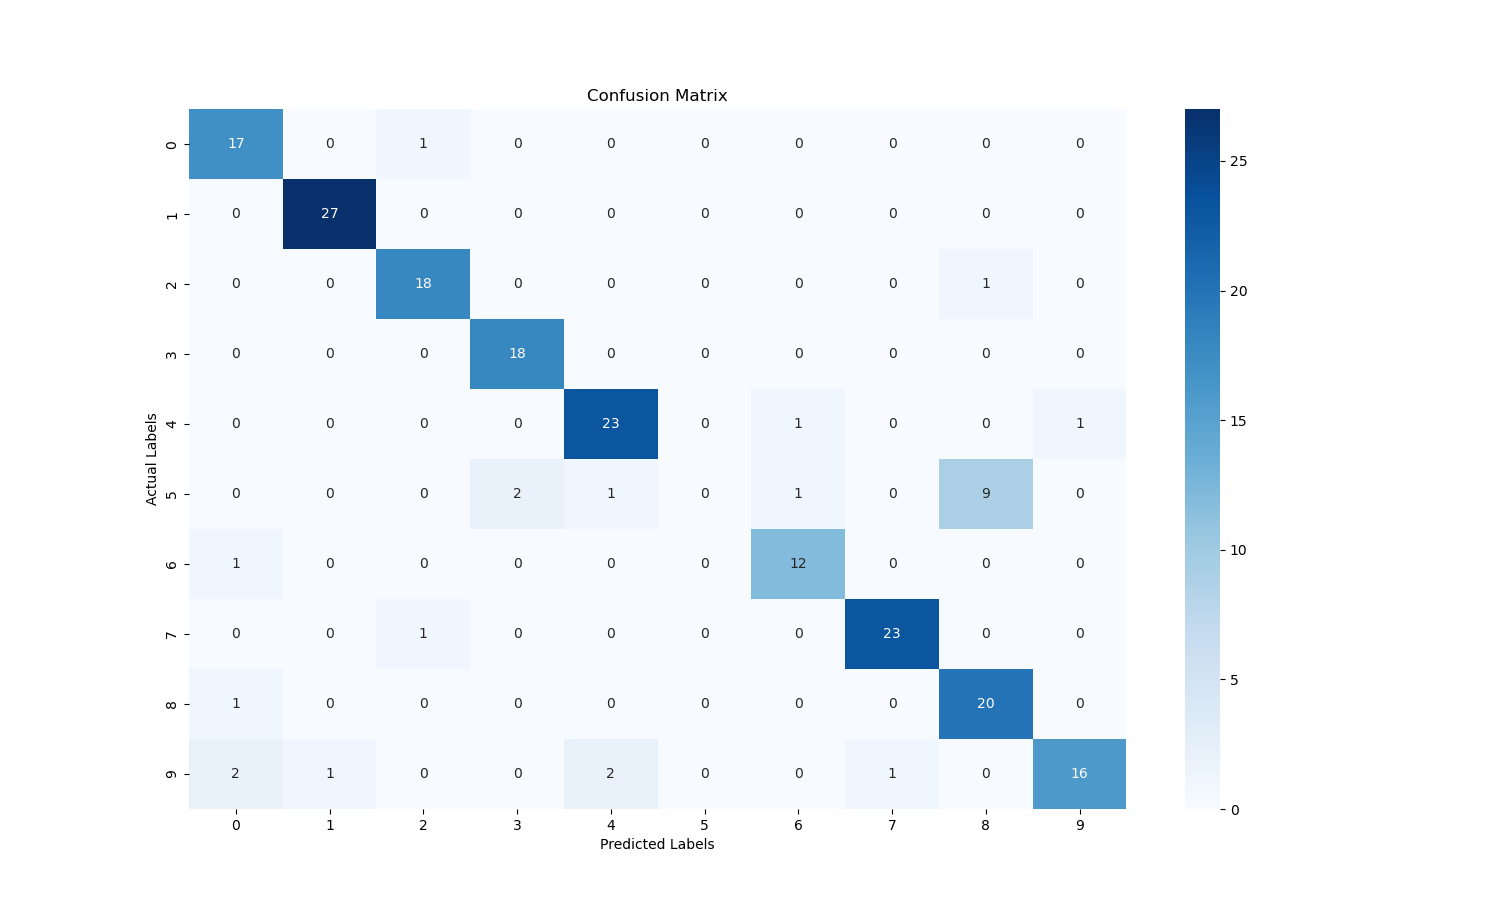 Confusion Matrix
0 17 0 1 0 0 0 0 0 0 0
1 0 27 0 0 0 0 0 0 0 0
2 0 0 18 0 0 0 0 0 1 0
3 0 0 0 18 0 0 0 0 0 0
4 0 0 0 0 23 0 1 0 0 1
5 0 0 0 2 1 0 1 0 9 0
6 1 0 0 0 0 0 12 0 0 0
7 0 0 1 0 0 0 0 23 0 0
8 1 0 0 0 0 0 0 0 20 0
9 2 1 0 0 2 0 0 1 0 16
0 1 2 3 4 5 6 7 8 9
Predicted Labels
Actual Labels
25
20
15
10
5
0